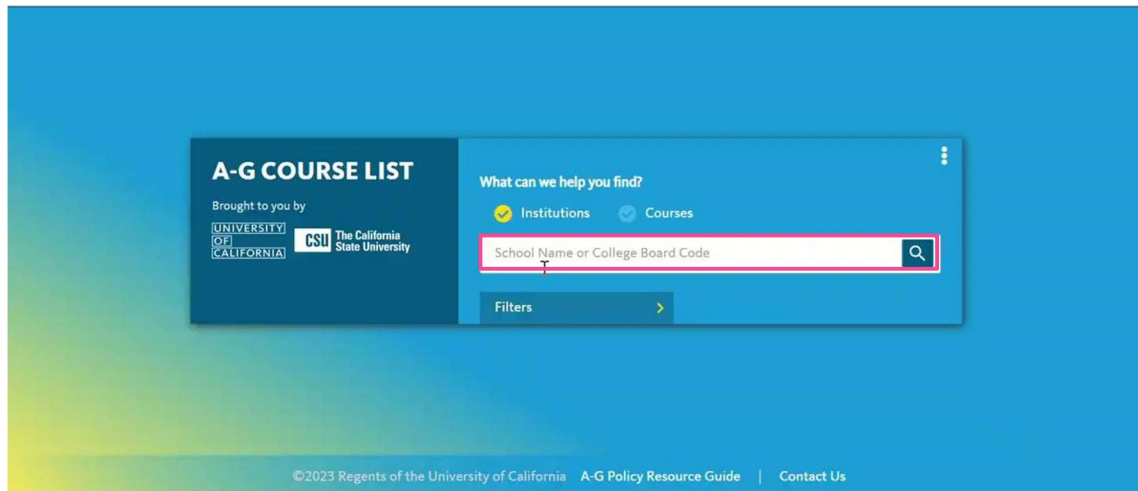 A-G COURSE LIST
Brought to you by
UNIVERSITY
OF
CALIFORNIA
CSU The California
State University
What can we help you find?
Institutions Courses
School Name or College Board Code
Filters
©2023 Regents of the University of California A-G Policy Resource Guide | Contact Us